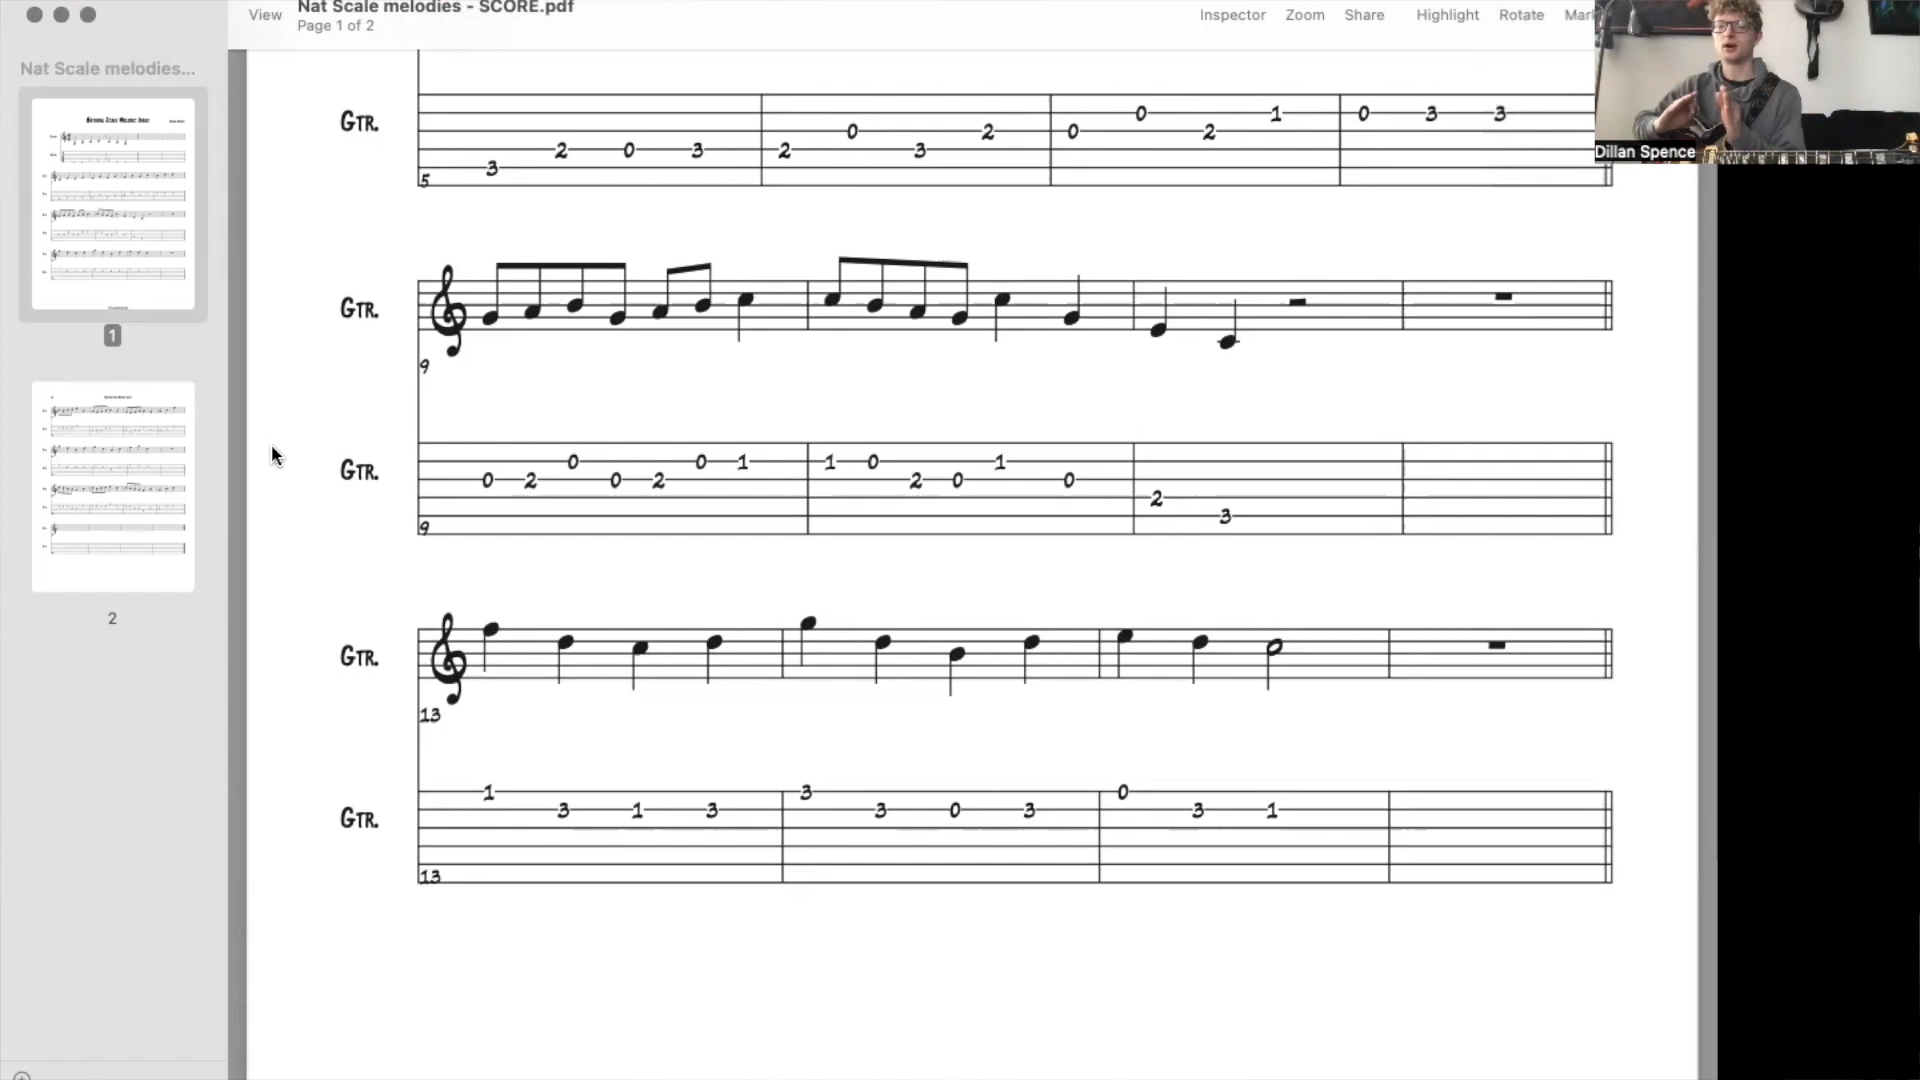 Nat Scale melodies - SCORE.pdf
View
Page 1 of 2
Inspector Zoom Share Highlight Rotate
Dillan Spence
Nat Scale melodies...
1
2
GTR.
3 2 0 3 2 0 3 2 0 0 2 1 0 3 3
5
GTR.
9
GTR.
0 2 0 0 2 0 1 1 0 2 0 1 0 2 3
9
GTR.
13
GTR.
1 3 1 3 3 3 0 3 0 3 1
13